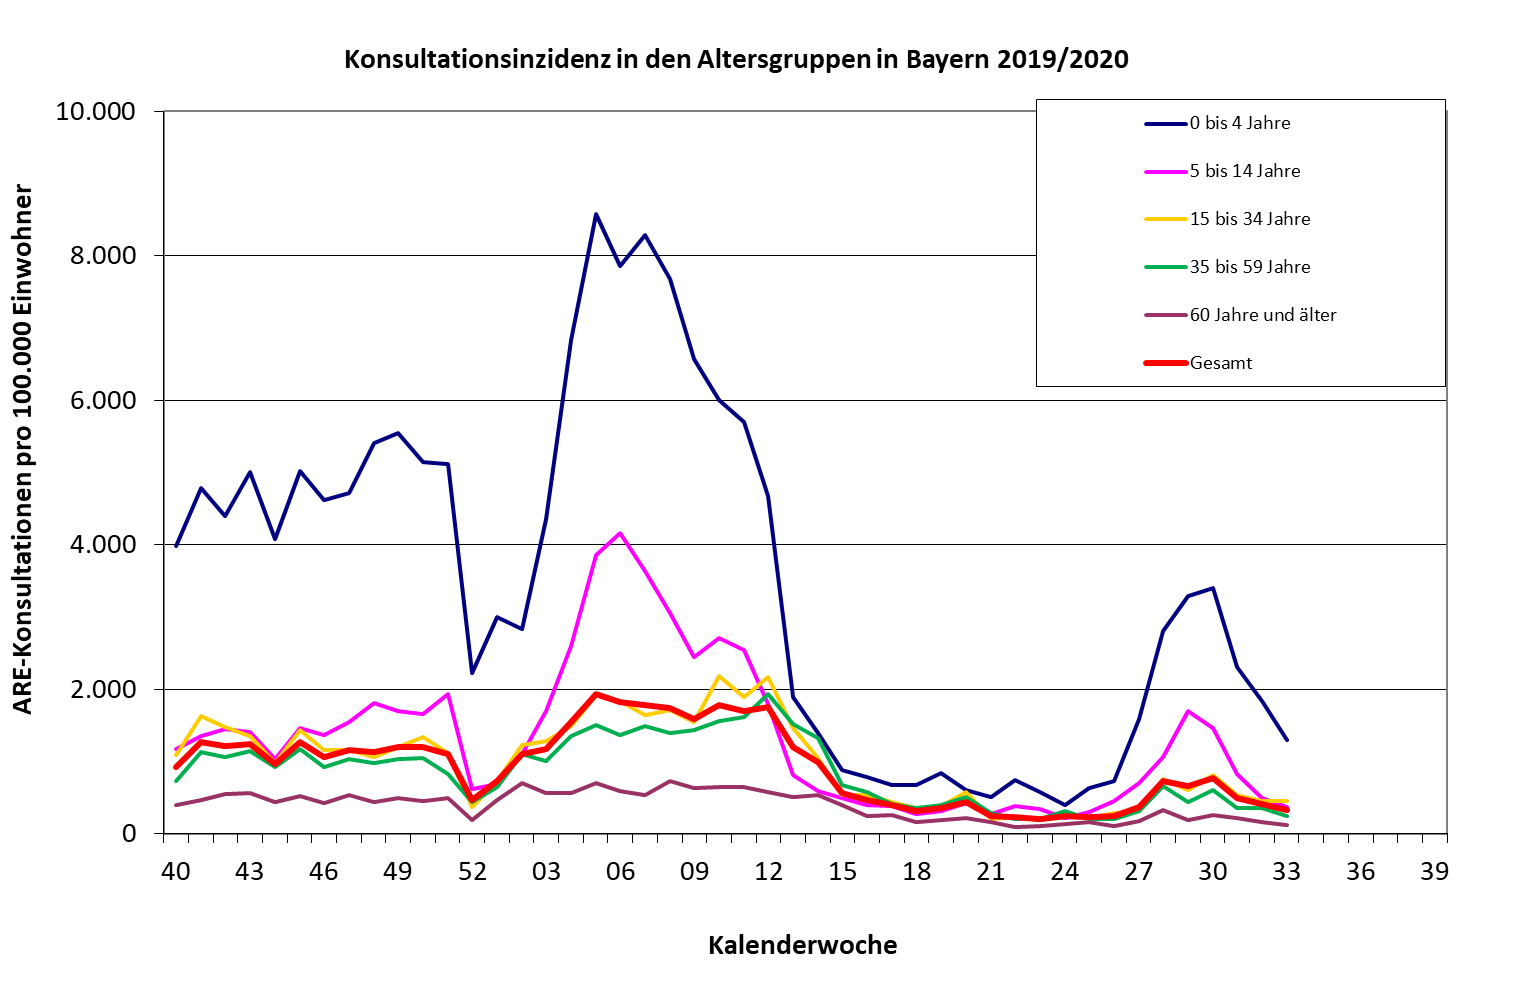 Konsultationsinzidenz in den Altersgruppen in Bayern 2019/2020
ARE-Konsultationen pro 100.000 Einwohner
10.000
8.000
6.000
4.000
2.000
0
0 bis 4 Jahre
5 bis 14 Jahre
15 bis 34 Jahre
35 bis 59 Jahre
60 Jahre und älter
Gesamt
40 43 46 49 52 03 06 09 12 15 18 21 24 27 30 33 36 39
Kalenderwoche